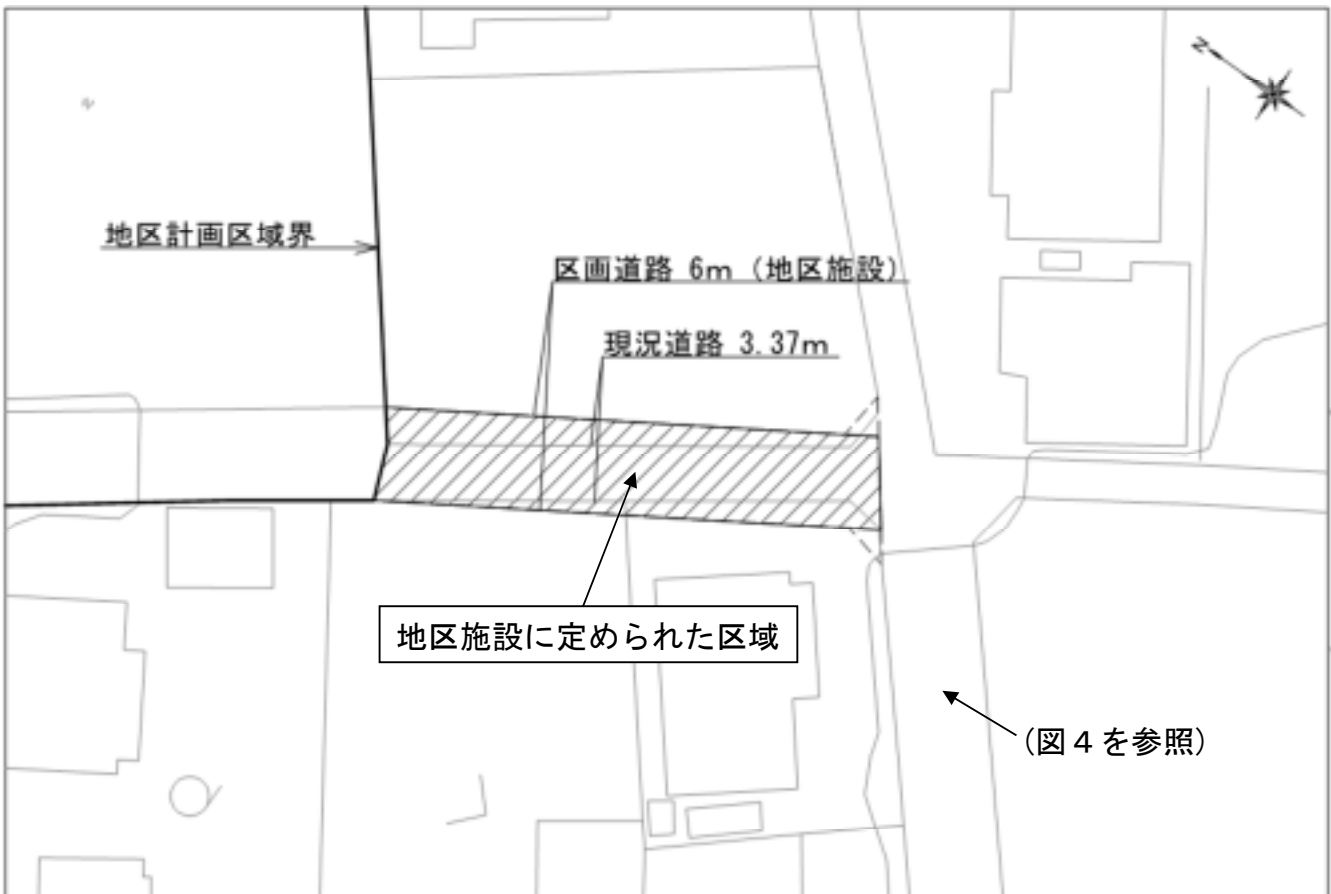 N
地区計画区域界
区画道路 6m (地区施設)
現況道路 3.37m
地区施設に定められた区域
(図4を参照)